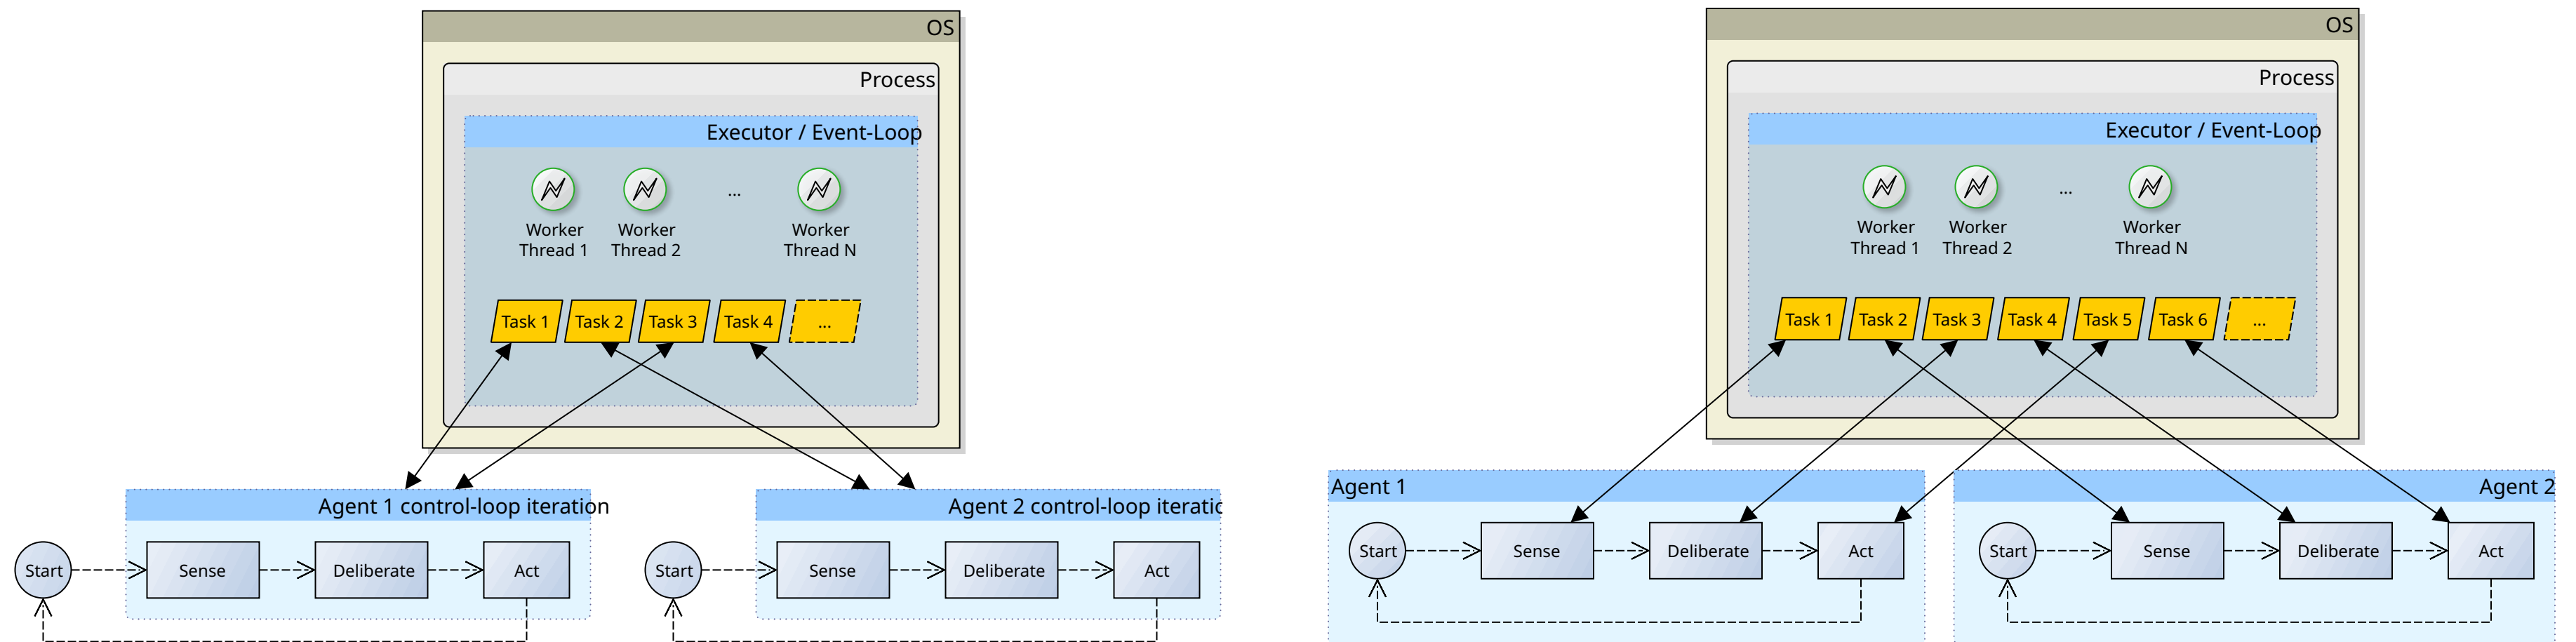 OS
Process
Executor / Event-Loop
...
Worker
Thread 1
Worker
Thread 2
Worker
Thread N
Task 1
Task 2
Task 3
Task 4
...
Agent 1 control-loop iteration
Start
Sense
Deliberate
Act
Agent 2 control-loop iteratic
Start
Sense
Deliberate
Act
OS
Process
Executor / Event-Loop
...
Worker
Thread 1
Worker
Thread 2
Worker
Thread N
Task 1
Task 2
Task 3
Task 4
Task 5
Task 6
...
Agent 1
Start
Sense
Deliberate
Act
Agent 2
Start
Sense
Deliberate
Act